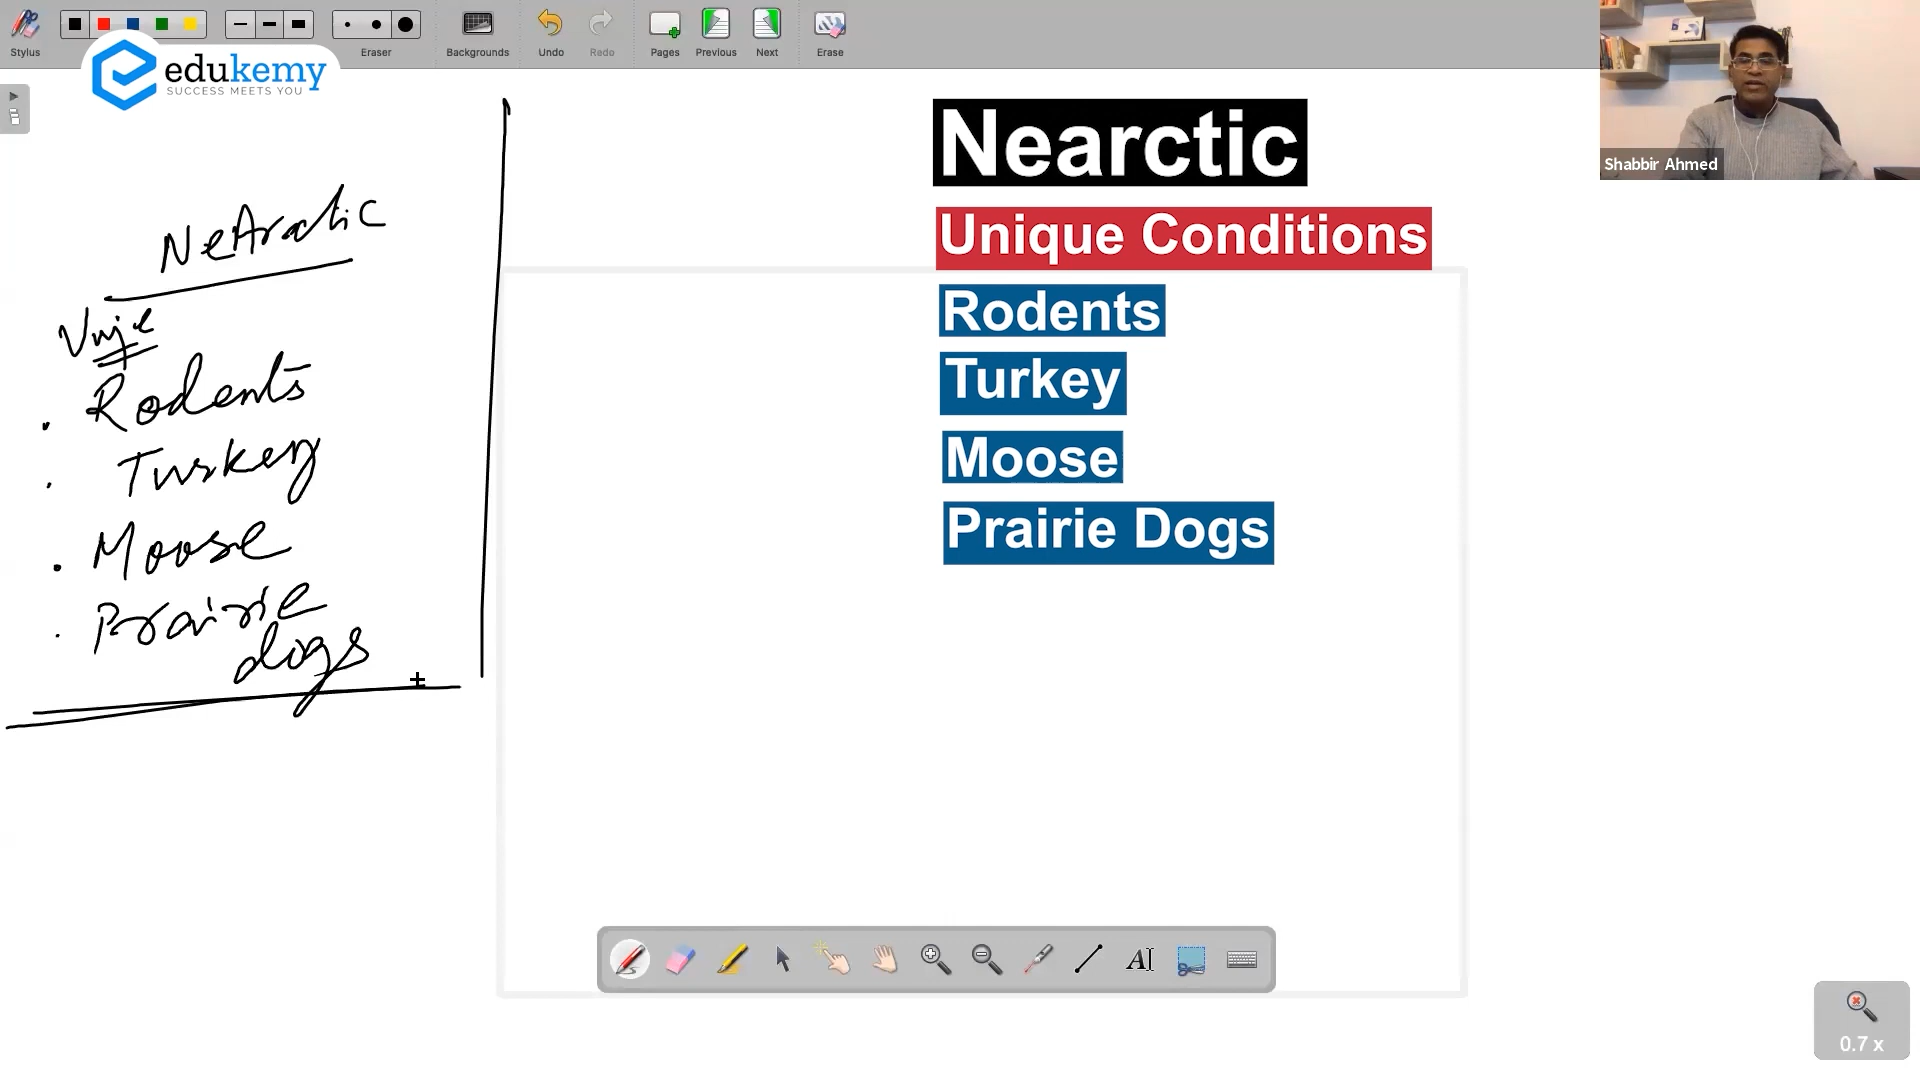 Stylus
Eraser
Backgrounds
Undo
Redo
Pages
Previous
Next
Erase
edukemy
SUCCESS MEETS YOU
Shabbir Ahmed
NeArctic
Rodents
Turkey
Moose
Prairie
dogs
Nearctic
Unique Conditions
Rodents
Turkey
Moose
Prairie Dogs
0.7 x